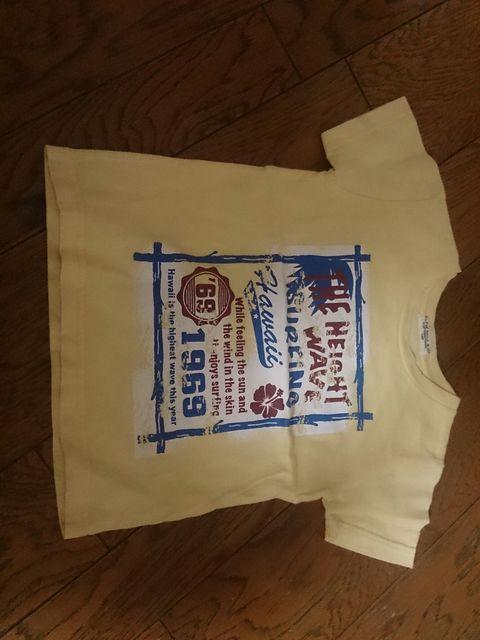 THE HEIGHT
WAVE
SURFING
Hawaii
While feeling the sun and
the wind in the skin
It enjoys surfing
'69
1969
Hawaii is the highest wave this year